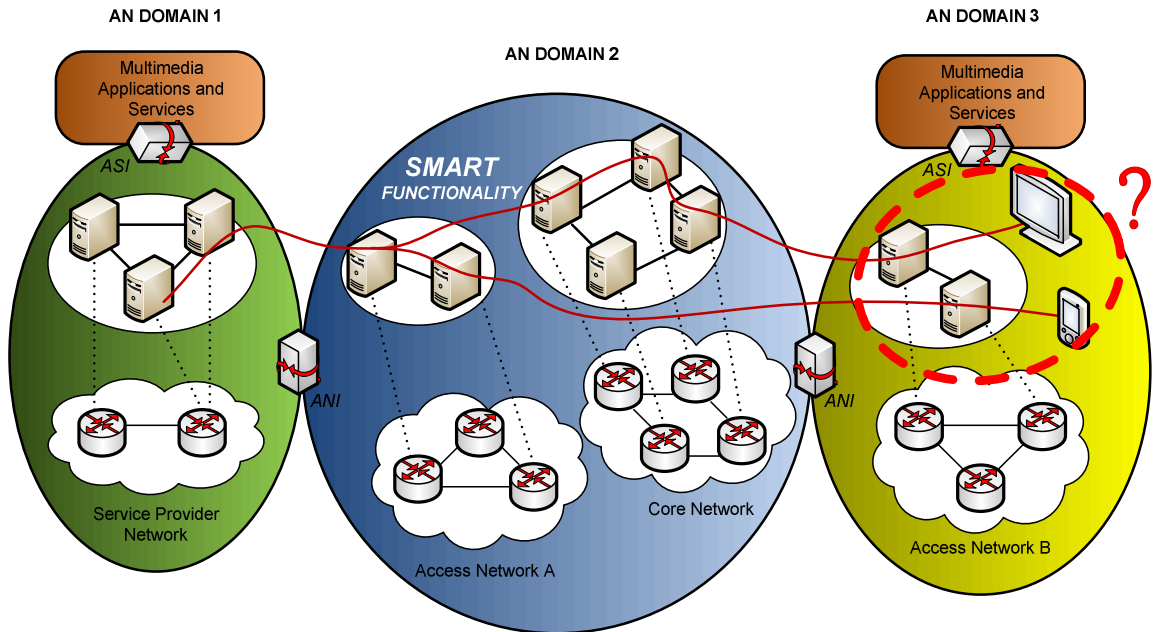 AN DOMAIN 1
AN DOMAIN 2
AN DOMAIN 3
Multimedia
Applications and
Services
ASI
SMART
FUNCTIONALITY
Multimedia
Applications and
Services
ASI
?
ANI
ANI
Service Provider
Network
Access Network A
Core Network
Access Network B